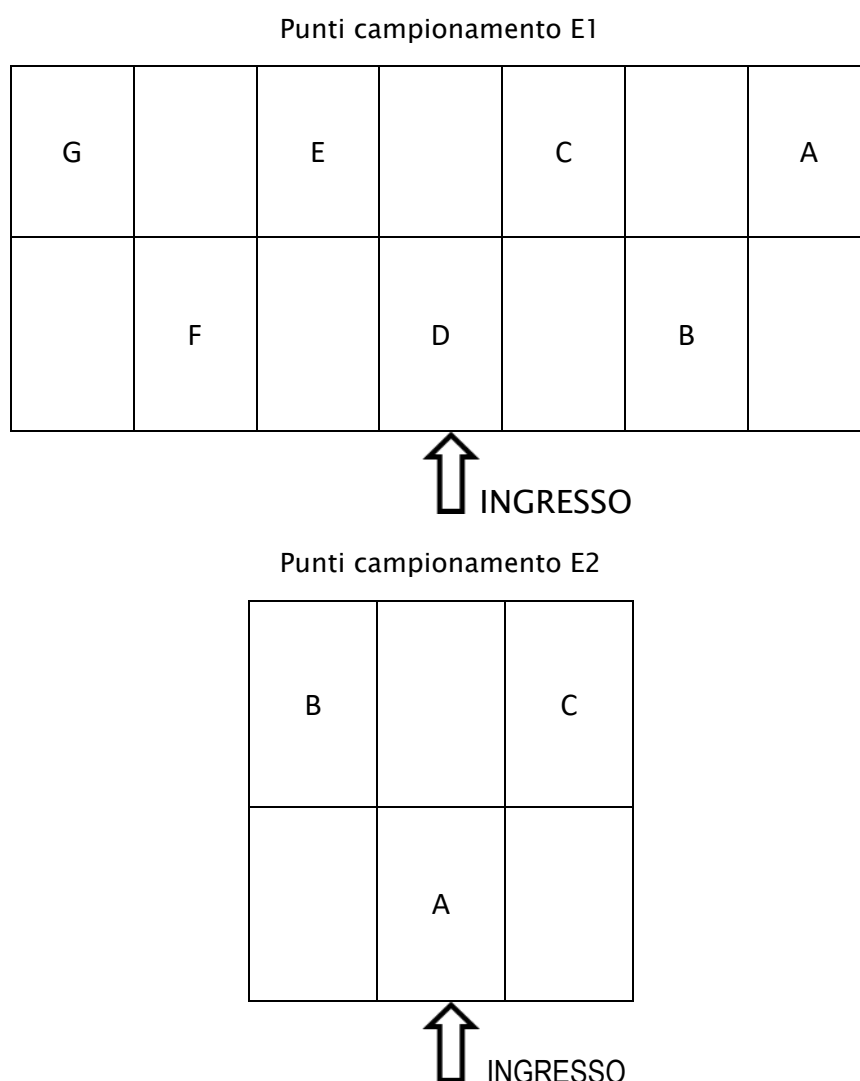 Punti campionamento E1
G E C A
F D B
INGRESSO
Punti campionamento E2
B C
A
INGRESSO